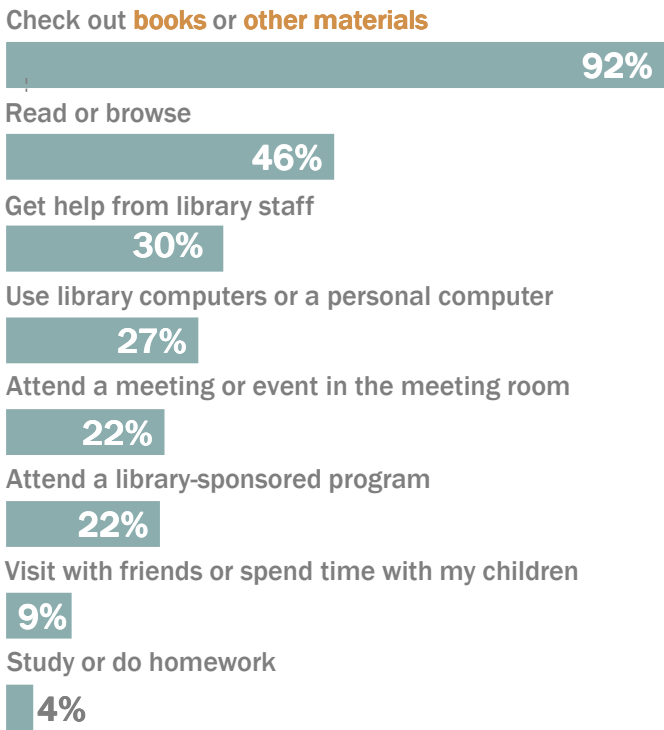 Check out books or other materials
92%
Read or browse
46%
Get help from library staff
30%
Use library computers or a personal computer
27%
Attend a meeting or event in the meeting room
22%
Attend a library-sponsored program
22%
Visit with friends or spend time with my children
9%
Study or do homework
4%